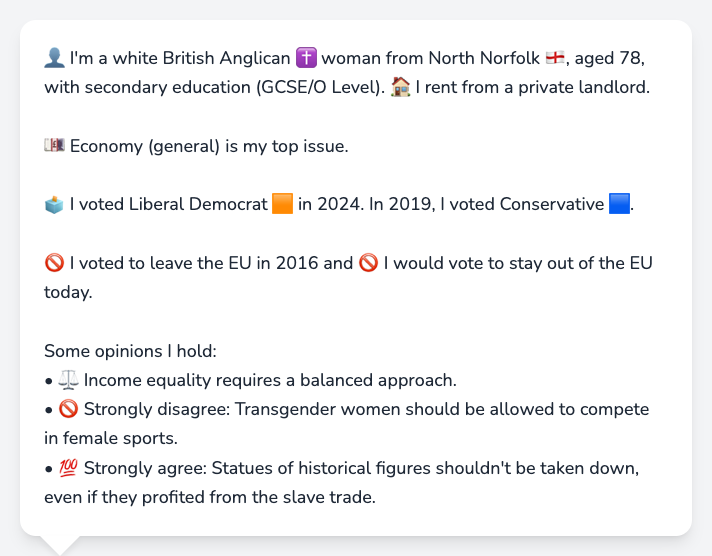 👤 I'm a white British Anglican ✝️ woman from North Norfolk 🏴󠁧󠁢󠁥󠁮󠁧󠁿, aged 78,
with secondary education (GCSE/O Level). 🏠 I rent from a private landlord.
💷 Economy (general) is my top issue.
🗳️ I voted Liberal Democrat 🟧 in 2024. In 2019, I voted Conservative 🟦.
🚫 I voted to leave the EU in 2016 and 🚫 I would vote to stay out of the EU
today.
Some opinions I hold:
• ⚖️ Income equality requires a balanced approach.
• 🚫 Strongly disagree: Transgender women should be allowed to compete
in female sports.
• 💯 Strongly agree: Statues of historical figures shouldn't be taken down,
even if they profited from the slave trade.